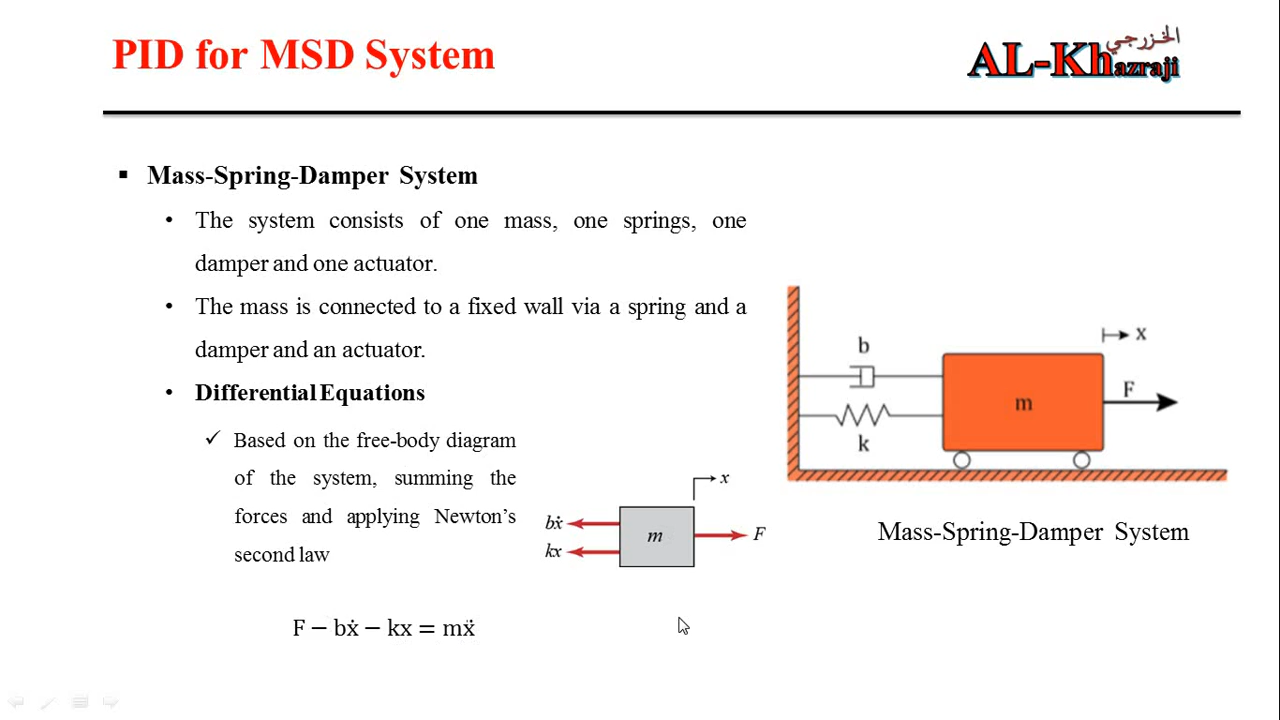 PID for MSD System
الخزرجي
AL-Khazraji
▪ Mass-Spring-Damper System
• The system consists of one mass, one springs, one
damper and one actuator.
• The mass is connected to a fixed wall via a spring and a
damper and an actuator.
• Differential Equations
✓ Based on the free-body diagram
of the system, summing the
forces and applying Newton's
second law
F − bẋ − kx = mẍ
x
bẋ
kx
m
F
b
k
m
x
F
Mass-Spring-Damper System